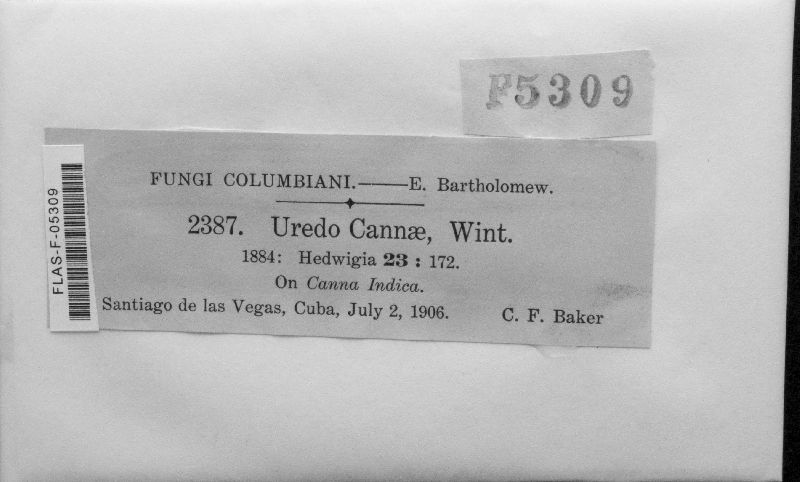 F5309
FLAS-F-05309
FUNGI COLUMBIANI.——E. Bartholomew.
2387. Uredo Cannæ, Wint.
1884: Hedwigia 23 : 172.
On Canna Indica.
Santiago de las Vegas, Cuba, July 2, 1906. C. F. Baker